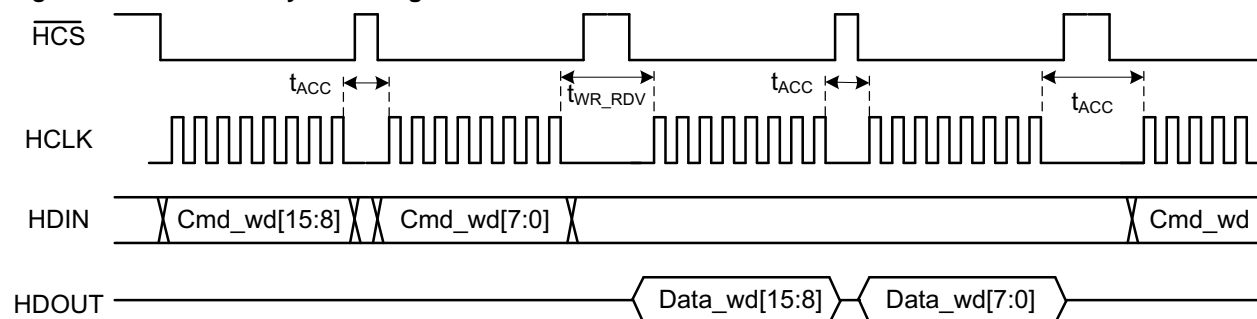 HCS
tACC
tWR_RDV
tACC
tACC
HCLK
HDIN
Cmd_wd[15:8]
Cmd_wd[7:0]
Cmd_wd
HDOUT
Data_wd[15:8]
Data_wd[7:0]